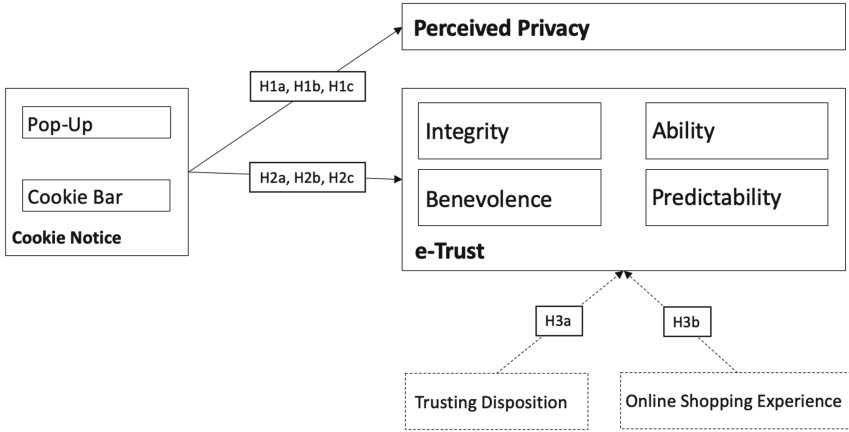 Perceived Privacy
H1a, H1b, H1c
Pop-Up
Cookie Bar
Cookie Notice
H2a, H2b, H2c
Integrity
Ability
Benevolence
Predictability
e-Trust
H3a
H3b
Trusting Disposition
Online Shopping Experience